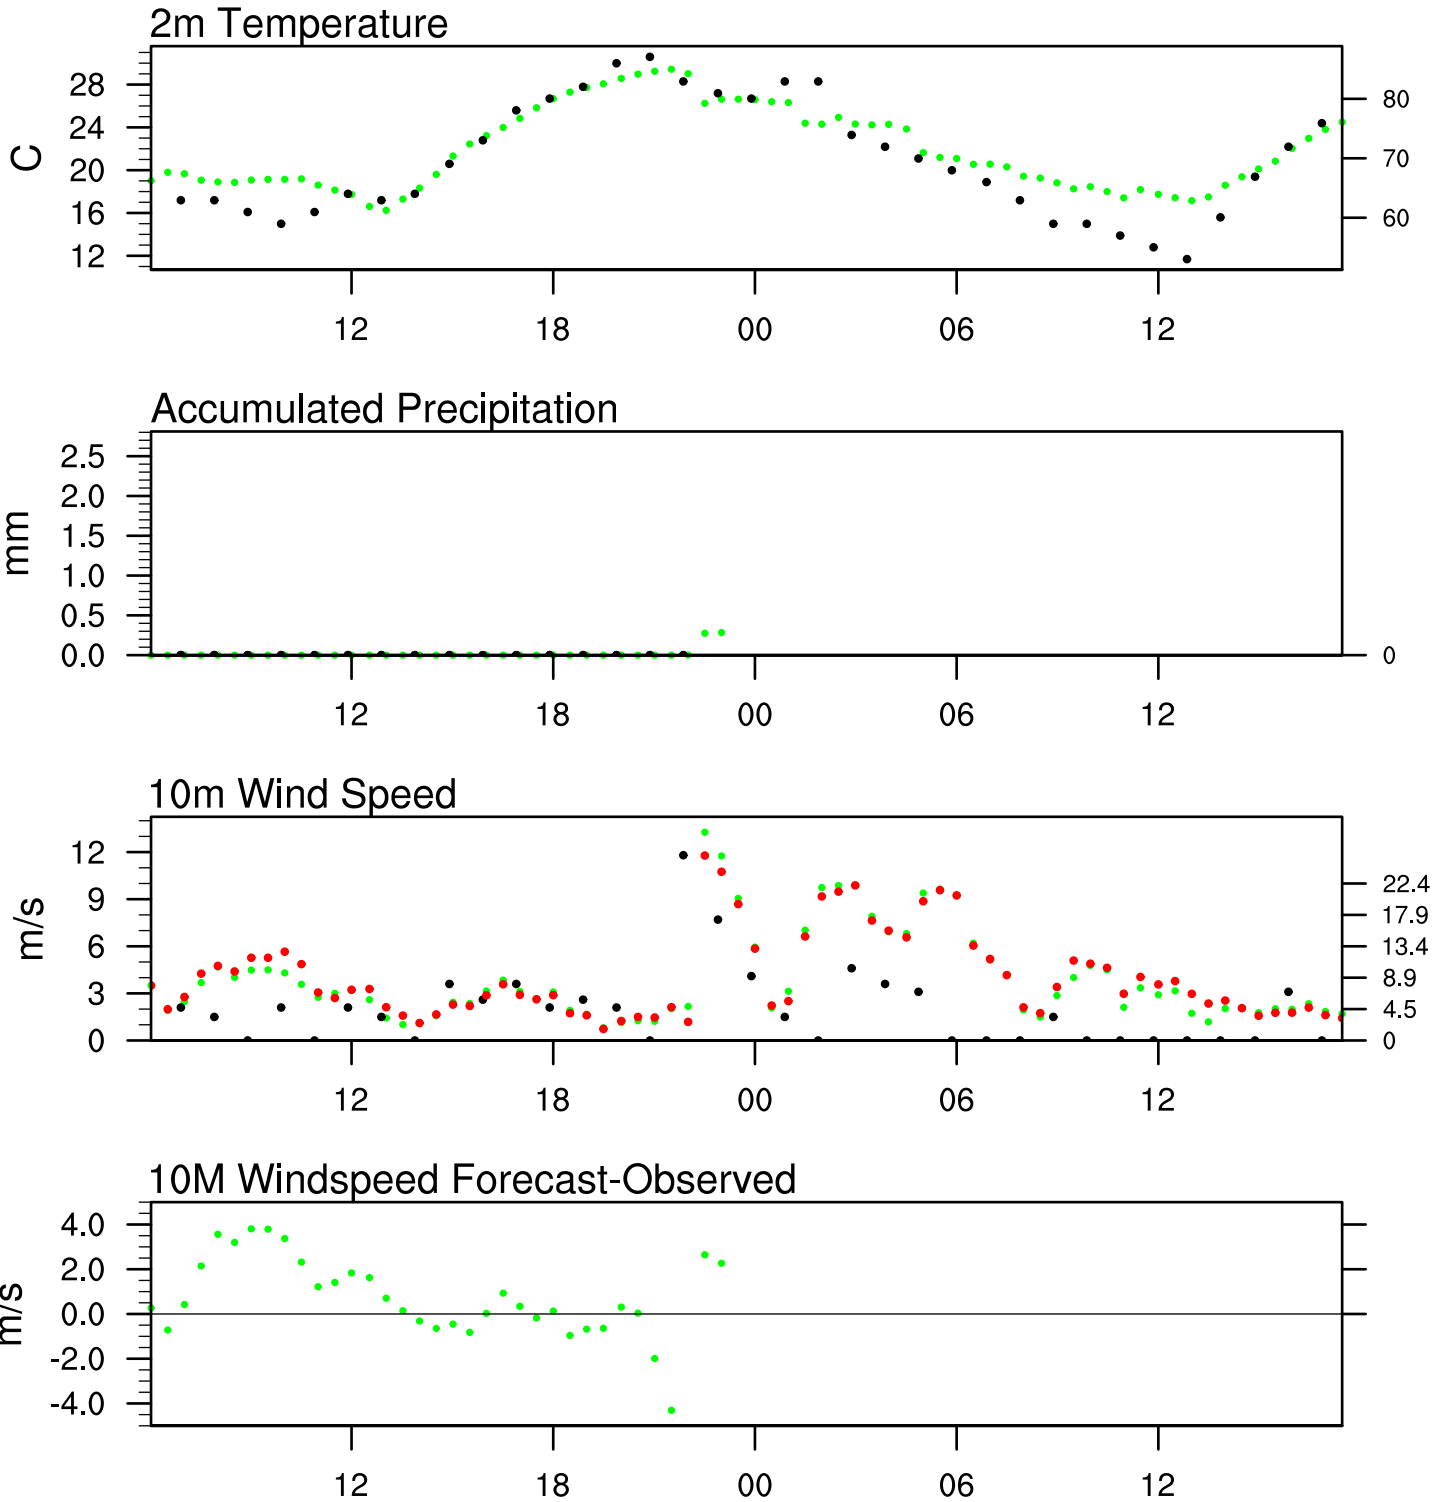 2m Temperature
C
28
24
20
16
12
80
70
60
12 18 00 06 12
Accumulated Precipitation
mm
2.5
2.0
1.5
1.0
0.5
0.0
0
12 18 00 06 12
10m Wind Speed
m/s
12
9
6
3
0
22.4
17.9
13.4
8.9
4.5
0
12 18 00 06 12
10M Windspeed Forecast-Observed
m/s
4.0
2.0
0.0
-2.0
-4.0
12 18 00 06 12